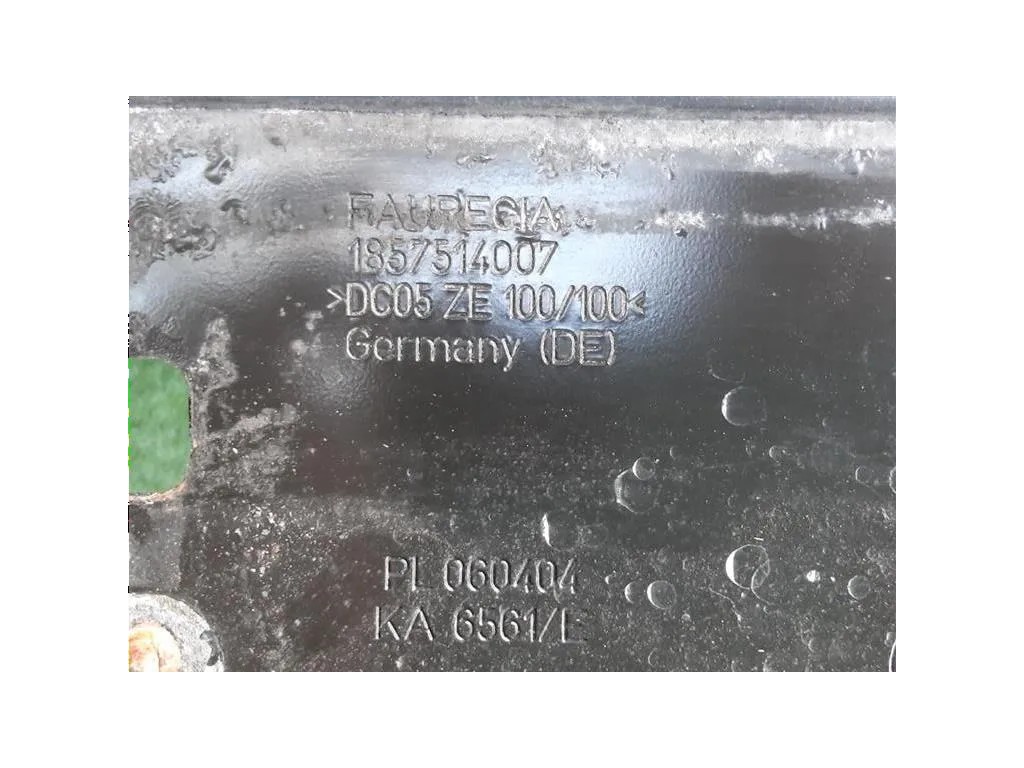 FAURECIA
1857514007
>DC05 ZE 100/100<
Germany (DE)
PL 060404
KA 6561/E